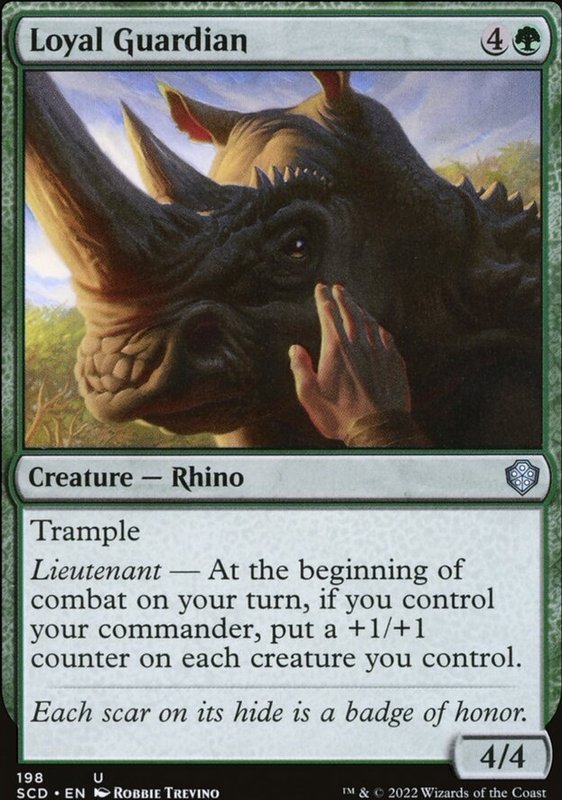 Loyal Guardian 4
Creature — Rhino
Trample
Lieutenant — At the beginning of
combat on your turn, if you control
your commander, put a +1/+1
counter on each creature you control.
Each scar on its hide is a badge of honor.
4/4
198 U
SCD • EN Robbie Trevino
™ & © 2022 Wizards of the Coast